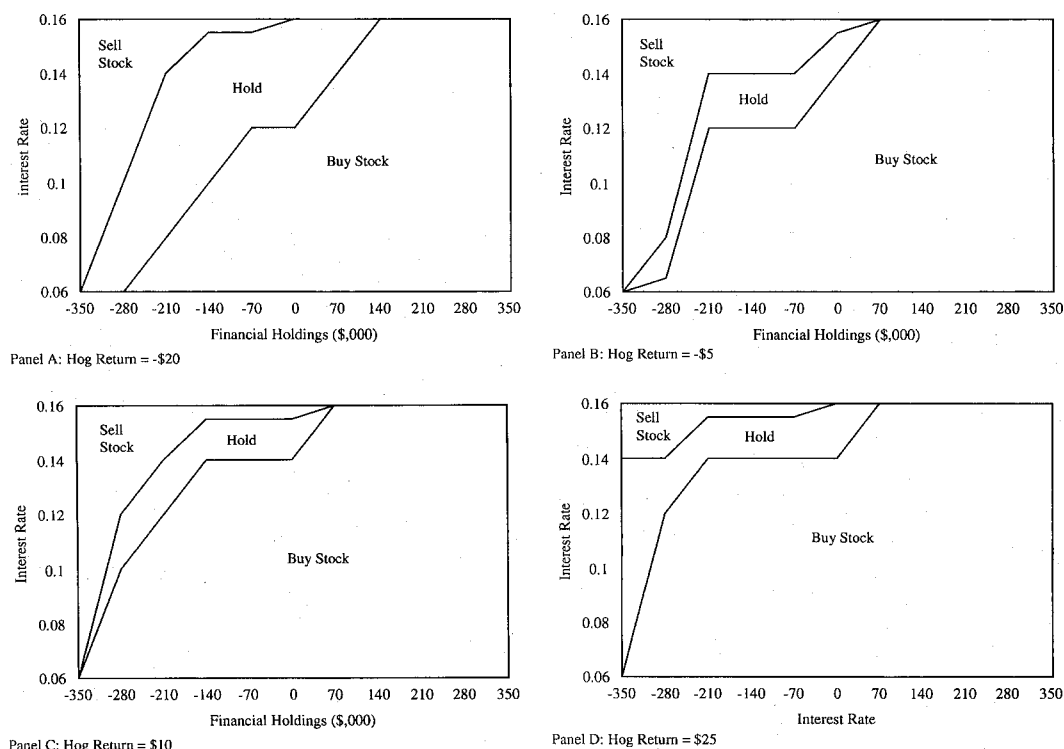 0.16
0.14
0.12
0.1
0.08
0.06
interest Rate
Sell
Stock
Hold
Buy Stock
-350 -280 -210 -140 -70 0 70 140 210 280 350
Financial Holdings ($,000)
Panel A: Hog Return = -$20
0.16
0.14
0.12
0.1
0.08
0.06
Interest Rate
Sell
Stock
Hold
Buy Stock
-350 -280 -210 -140 -70 0 70 140 210 280 350
Financial Holdings ($,000)
Panel B: Hog Return = -$5
0.16
0.14
0.12
0.1
0.08
0.06
Interest Rate
Sell
Stock
Hold
Buy Stock
-350 -280 -210 -140 -70 0 70 140 210 280 350
Financial Holdings ($,000)
Panel C: Hog Return = $10
0.16
0.14
0.12
0.1
0.08
0.06
Interest Rate
Sell
Stock
Hold
Buy Stock
-350 -280 -210 -140 -70 0 70 140 210 280 350
Interest Rate
Panel D: Hog Return = $25